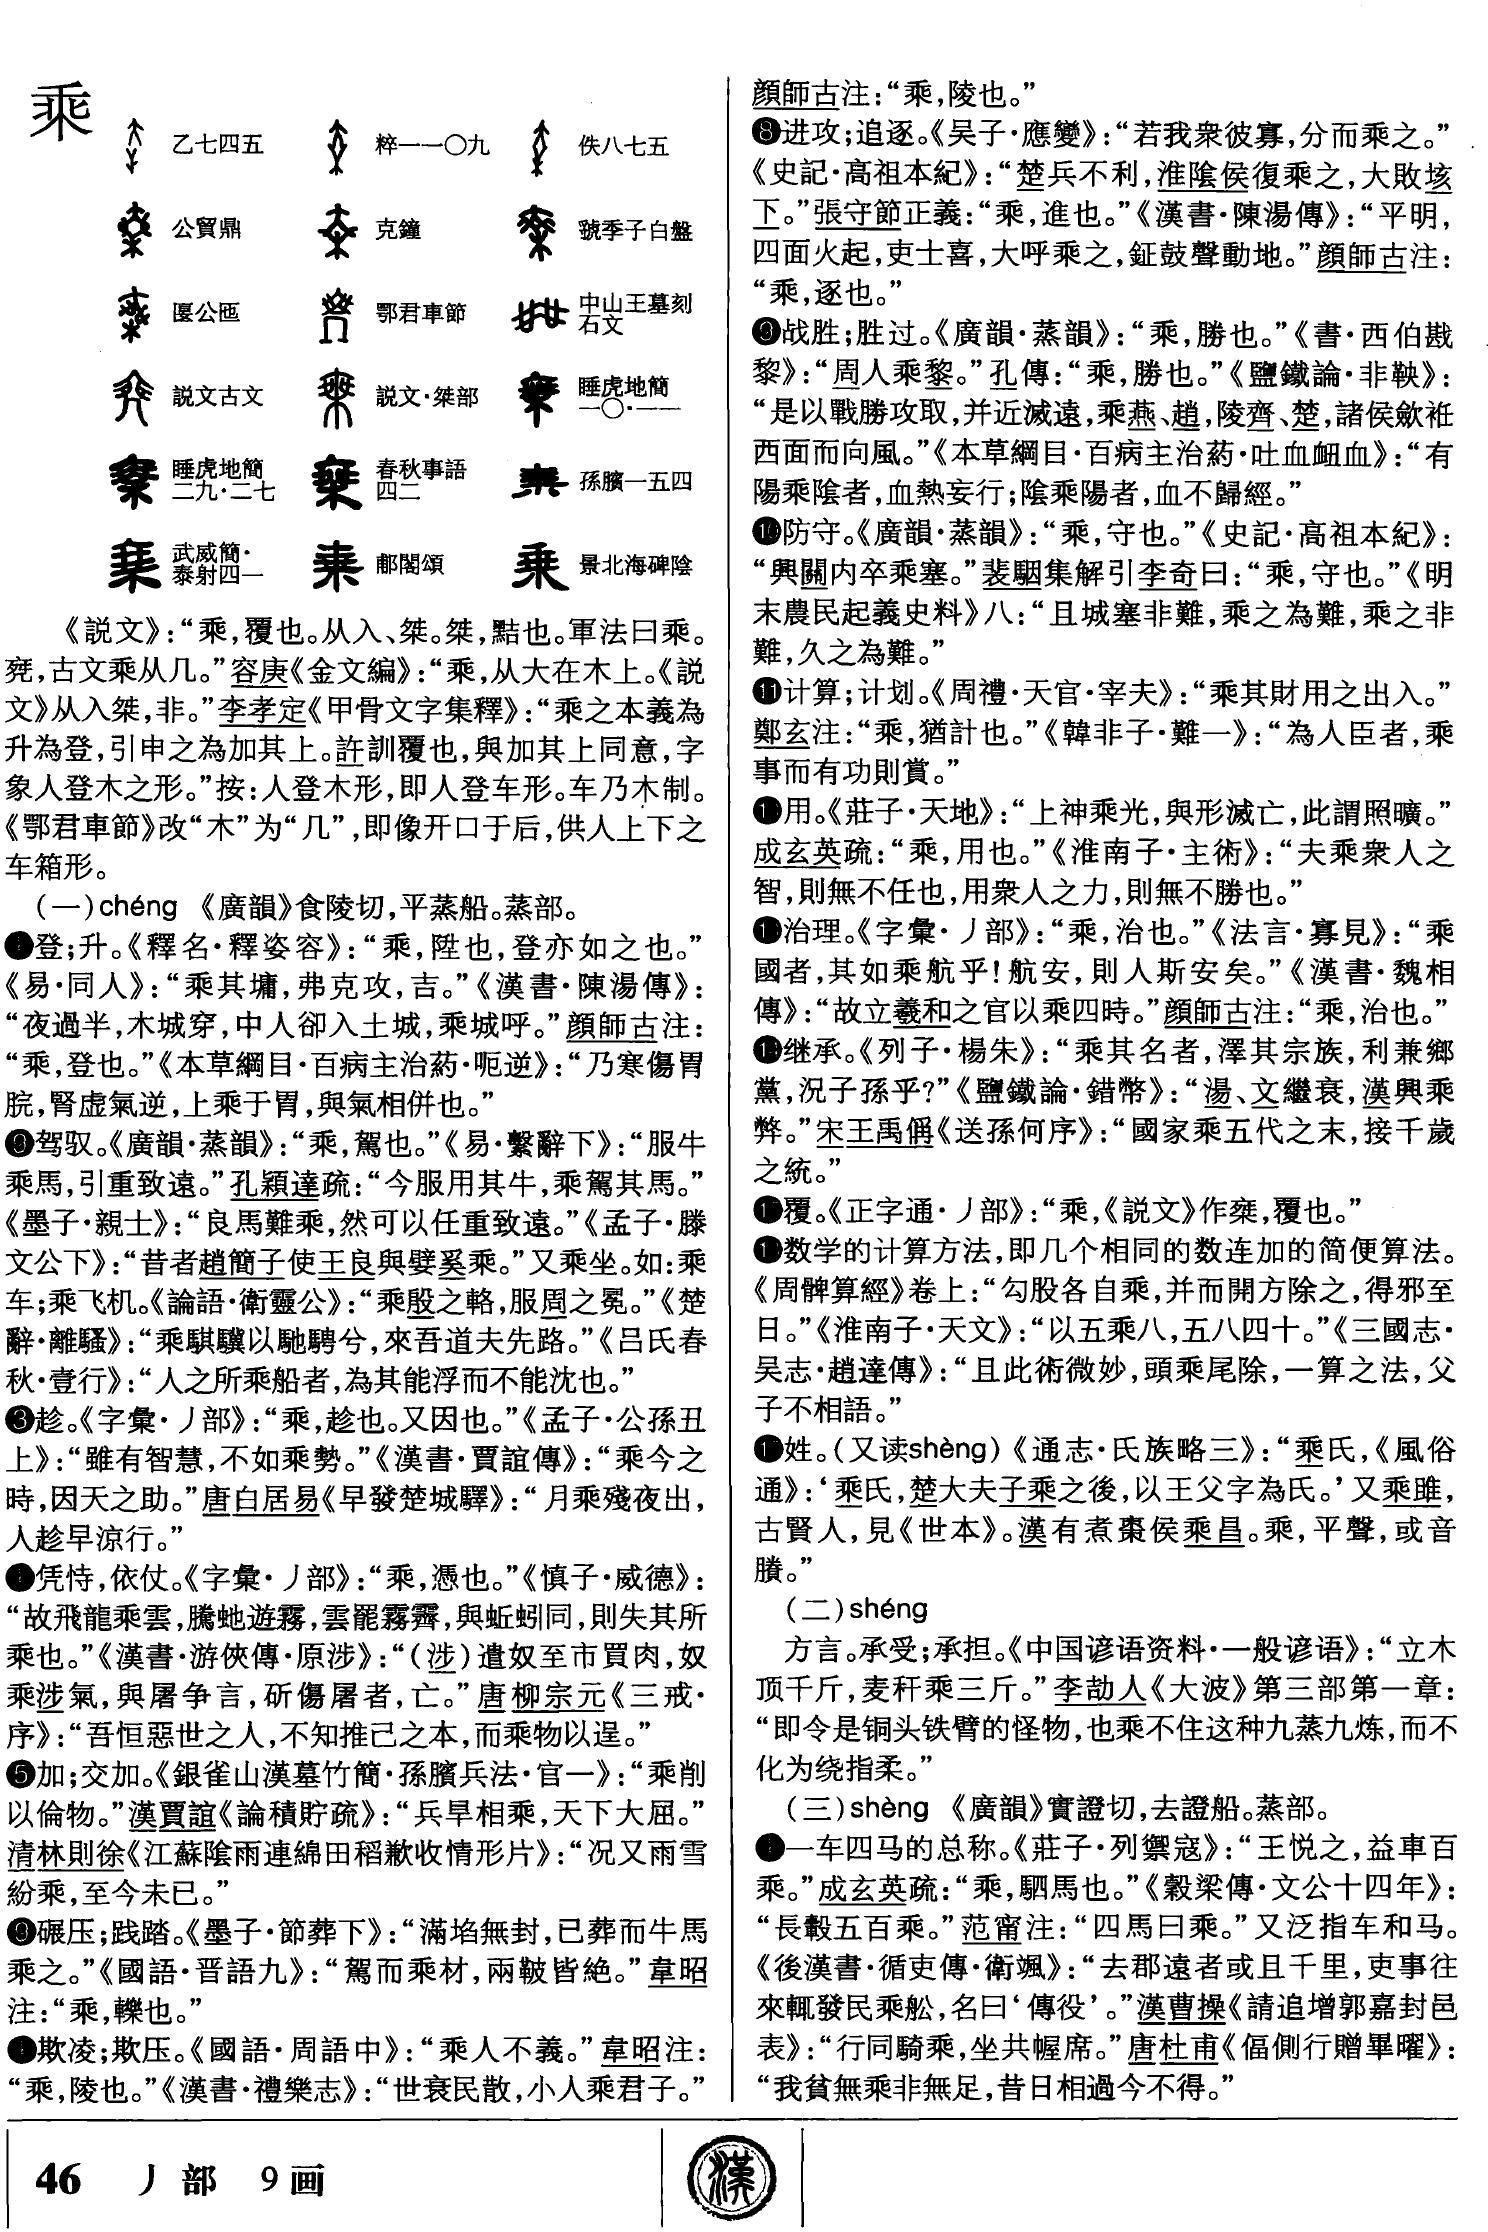 乘
乙七四五
粹一一〇九
佚八七五
公貿鼎
克鐘
虢季子白盤
匽公匜
鄂君車節
中山王墓刻
石文
説文古文
説文·桀部
睡虎地簡
一〇·一一
睡虎地簡
二九·二七
春秋事語
四二
孫臏一五四
武威簡·
泰射四一
郙閣頌
景北海碑陰
《説文》：“乘，覆也。从入、桀。桀，黠也。軍法曰乘。
𠅞，古文乘从几。”容庚《金文編》：“乘，从大在木上。《説
文》从入桀，非。”李孝定《甲骨文字集釋》：“乘之本義為
升為登，引申之為加其上。許訓覆也，與加其上同意，字
象人登木之形。”按：人登木形，即人登车形。车乃木制。
《鄂君車節》改“木”为“几”，即像开口于后，供人上下之
车箱形。
（一）chéng 《廣韻》食陵切，平蒸船。蒸部。
❶登；升。《釋名·釋姿容》：“乘，陞也，登亦如之也。”
《易·同人》：“乘其墉，弗克攻，吉。”《漢書·陳湯傳》：
“夜過半，木城穿，中人卻入土城，乘城呼。”顔師古注：
“乘，登也。”《本草綱目·百病主治葯·呃逆》：“乃寒傷胃
脘，腎虚氣逆，上乘于胃，與氣相併也。”
❷驾驭。《廣韻·蒸韻》：“乘，駕也。”《易·繫辭下》：“服牛
乘馬，引重致遠。”孔穎達疏：“今服用其牛，乘駕其馬。”
《墨子·親士》：“良馬難乘，然可以任重致遠。”《孟子·滕
文公下》：“昔者趙簡子使王良與嬖奚乘。”又乘坐。如：乘
车；乘飞机。《論語·衛靈公》：“乘殷之輅，服周之冕。”《楚
辭·離騷》：“乘騏驥以馳騁兮，來吾道夫先路。”《吕氏春
秋·壹行》：“人之所乘船者，為其能浮而不能沈也。”
❸趁。《字彙·丿部》：“乘，趁也。又因也。”《孟子·公孫丑
上》：“雖有智慧，不如乘勢。”《漢書·賈誼傳》：“乘今之
時，因天之助。”唐白居易《早發楚城驛》：“月乘殘夜出，
人趁早涼行。”
❹凭恃，依仗。《字彙·丿部》：“乘，憑也。”《慎子·威德》：
“故飛龍乘雲，騰虵遊霧，雲罷霧霽，與蚯蚓同，則失其所
乘也。”《漢書·游俠傳·原涉》：“（涉）遣奴至市買肉，奴
乘涉氣，與屠争言，斫傷屠者，亡。”唐柳宗元《三戒·
序》：“吾恒惡世之人，不知推己之本，而乘物以逞。”
❺加；交加。《銀雀山漢墓竹簡·孫臏兵法·官一》：“乘削
以倫物。”漢賈誼《論積貯疏》：“兵旱相乘，天下大屈。”
清林則徐《江蘇陰雨連綿田稻歉收情形片》：“况又雨雪
紛乘，至今未已。”
❻碾压；践踏。《墨子·節葬下》：“滿埳無封，已葬而牛馬
乘之。”《國語·晋語九》：“駕而乘材，兩鞁皆絶。”韋昭
注：“乘，轢也。”
❼欺凌；欺压。《國語·周語中》：“乘人不義。”韋昭注：
“乘，陵也。”《漢書·禮樂志》：“世衰民散，小人乘君子。”
顔師古注：“乘，陵也。”
❽进攻；追逐。《吴子·應變》：“若我衆彼寡，分而乘之。”
《史記·高祖本紀》：“楚兵不利，淮陰侯復乘之，大敗垓
下。”張守節正義：“乘，進也。”《漢書·陳湯傳》：“平明，
四面火起，吏士喜，大呼乘之，鉦鼓聲動地。”顔師古注：
“乘，逐也。”
❾战胜；胜过。《廣韻·蒸韻》：“乘，勝也。”《書·西伯戡
黎》：“周人乘黎。”孔傳：“乘，勝也。”《鹽鐵論·非鞅》：
“是以戰勝攻取，并近滅遠，乘燕、趙，陵齊、楚，諸侯歛衽
西面而向風。”《本草綱目·百病主治葯·吐血衄血》：“有
陽乘陰者，血熱妄行；陰乘陽者，血不歸經。”
❿防守。《廣韻·蒸韻》：“乘，守也。”《史記·高祖本紀》：
“興關内卒乘塞。”裴駰集解引李奇曰：“乘，守也。”《明
末農民起義史料》八：“且城塞非難，乘之為難，乘之非
難，久之為難。”
⓫计算；计划。《周禮·天官·宰夫》：“乘其財用之出入。”
鄭玄注：“乘，猶計也。”《韓非子·難一》：“為人臣者，乘
事而有功則賞。”
⓬用。《莊子·天地》：“上神乘光，與形滅亡，此謂照曠。”
成玄英疏：“乘，用也。”《淮南子·主術》：“夫乘衆人之
智，則無不任也，用衆人之力，則無不勝也。”
⓭治理。《字彙·丿部》：“乘，治也。”《法言·寡見》：“乘
國者，其如乘航乎！航安，則人斯安矣。”《漢書·魏相
傳》：“故立羲和之官以乘四時。”顔師古注：“乘，治也。”
⓮继承。《列子·楊朱》：“乘其名者，澤其宗族，利兼鄉
黨，況子孫乎？”《鹽鐵論·錯幣》：“湯、文繼衰，漢興乘
弊。”宋王禹偁《送孫何序》：“國家乘五代之末，接千歲
之統。”
⓯覆。《正字通·丿部》：“乘，《説文》作椉，覆也。”
⓰数学的计算方法，即几个相同的数连加的简便算法。
《周髀算經》卷上：“勾股各自乘，并而開方除之，得邪至
日。”《淮南子·天文》：“以五乘八，五八四十。”《三國志·
吴志·趙達傳》：“且此術微妙，頭乘尾除，一算之法，父
子不相語。”
⓱姓。（又读shèng）《通志·氏族略三》：“乘氏，《風俗
通》：‘乘氏，楚大夫子乘之後，以王父字為氏。’又乘雎，
古賢人，見《世本》。漢有煮棗侯乘昌。乘，平聲，或音
賸。”
（二）shéng
方言。承受；承担。《中国谚语资料·一般谚语》：“立木
顶千斤，麦秆乘三斤。”李劼人《大波》第三部第一章：
“即令是铜头铁臂的怪物，也乘不住这种九蒸九炼，而不
化为绕指柔。”
（三）shèng 《廣韻》實證切，去證船。蒸部。
❶一车四马的总称。《莊子·列禦寇》：“王悦之，益車百
乘。”成玄英疏：“乘，駟馬也。”《穀梁傳·文公十四年》：
“長轂五百乘。”范甯注：“四馬曰乘。”又泛指车和马。
《後漢書·循吏傳·衛颯》：“去郡遠者或且千里，吏事往
來輒發民乘舩，名曰‘傳役’。”漢曹操《請追增郭嘉封邑
表》：“行同騎乘，坐共幄席。”唐杜甫《偪側行贈畢曜》：
“我貧無乘非無足，昔日相過今不得。”
46 丿部 9画
漢